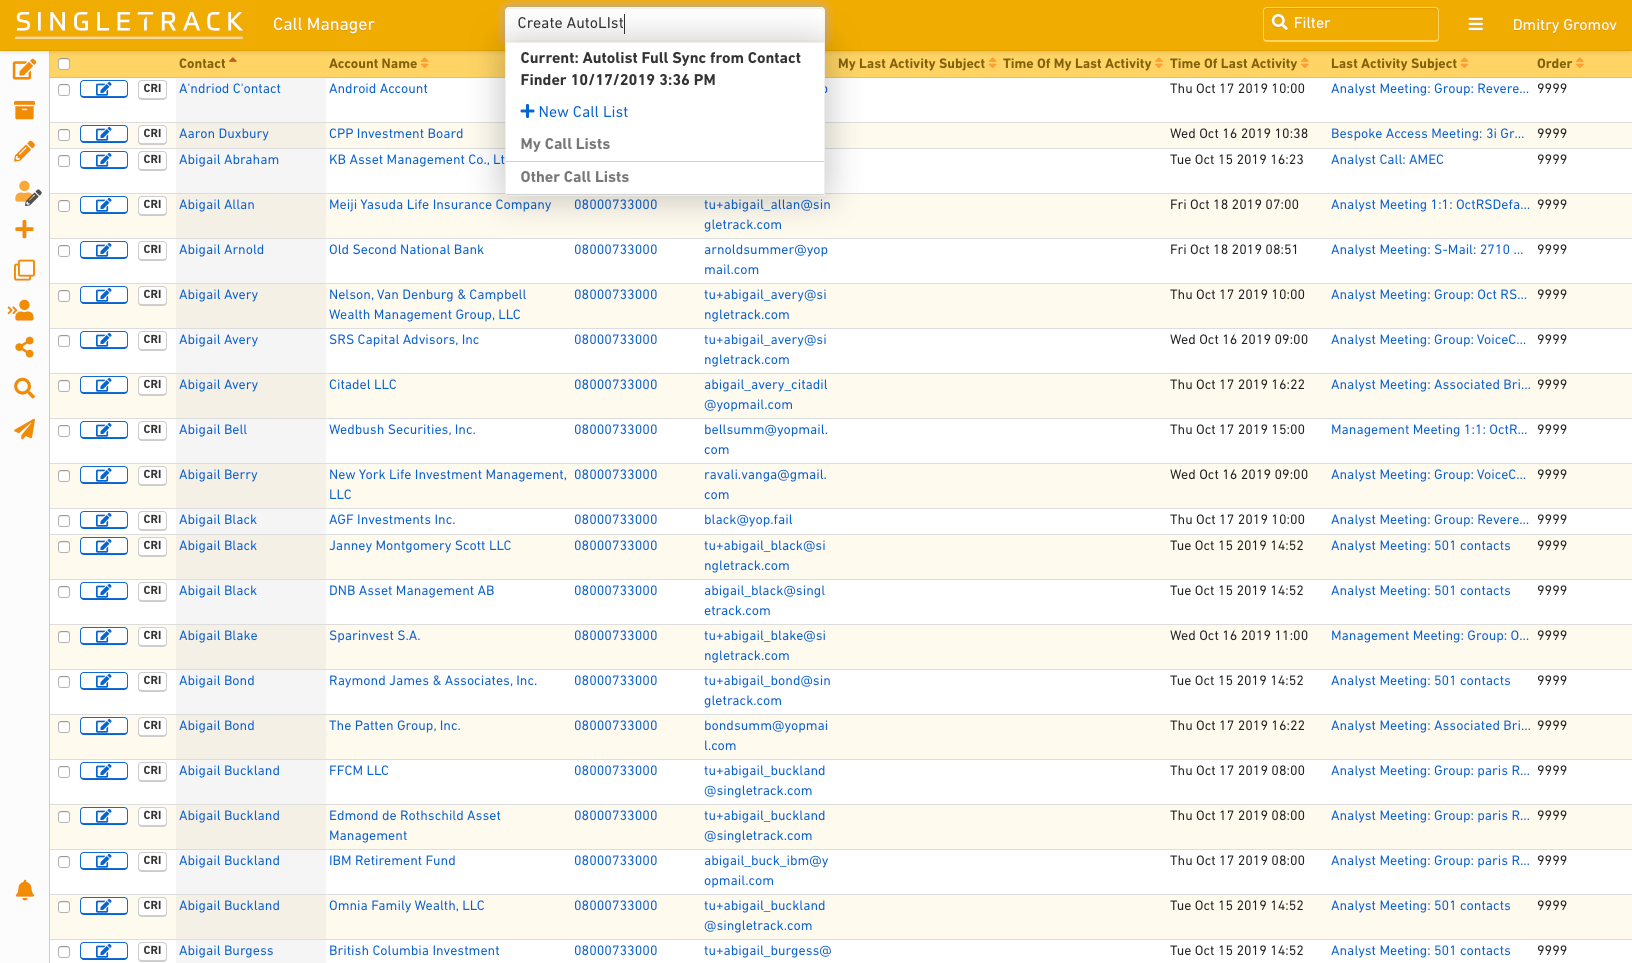 SINGLETRACK Call Manager Create AutoLIst Filter Dmitry Gromov
Current: Autolist Full Sync from Contact
Finder 10/17/2019 3:36 PM
New Call List
My Call Lists
Other Call Lists
Contact Account Name My Last Activity Subject Time Of My Last Activity Time Of Last Activity Last Activity Subject Order
CRI A'ndriod C'ontact Android Account Thu Oct 17 2019 10:00 Analyst Meeting: Group: Revere... 9999
CRI Aaron Duxbury CPP Investment Board Wed Oct 16 2019 10:38 Bespoke Access Meeting: 3i Gr... 9999
CRI Abigail Abraham KB Asset Management Co., Lt Tue Oct 15 2019 16:23 Analyst Call: AMEC 9999
CRI Abigail Allan Meiji Yasuda Life Insurance Company 08000733000 tu+abigail_allan@sin Fri Oct 18 2019 07:00 Analyst Meeting 1:1: OctRSDefa... 9999
gletrack.com
CRI Abigail Arnold Old Second National Bank 08000733000 arnoldsummer@yop Fri Oct 18 2019 08:51 Analyst Meeting: S-Mail: 2710 ... 9999
mail.com
CRI Abigail Avery Nelson, Van Denburg & Campbell 08000733000 tu+abigail_avery@si Thu Oct 17 2019 10:00 Analyst Meeting: Group: Oct RS... 9999
Wealth Management Group, LLC ngletrack.com
CRI Abigail Avery SRS Capital Advisors, Inc 08000733000 tu+abigail_avery@si Wed Oct 16 2019 09:00 Analyst Meeting: Group: VoiceC... 9999
ngletrack.com
CRI Abigail Avery Citadel LLC 08000733000 abigail_avery_citadil Thu Oct 17 2019 16:22 Analyst Meeting: Associated Bri... 9999
@yopmail.com
CRI Abigail Bell Wedbush Securities, Inc. 08000733000 bellsumm@yopmail. Thu Oct 17 2019 15:00 Management Meeting 1:1: OctR... 9999
com
CRI Abigail Berry New York Life Investment Management, 08000733000 ravali.vanga@gmail. Wed Oct 16 2019 09:00 Analyst Meeting: Group: VoiceC... 9999
LLC com
CRI Abigail Black AGF Investments Inc. 08000733000 black@yop.fail Thu Oct 17 2019 10:00 Analyst Meeting: Group: Revere... 9999
CRI Abigail Black Janney Montgomery Scott LLC 08000733000 tu+abigail_black@si Tue Oct 15 2019 14:52 Analyst Meeting: 501 contacts 9999
ngletrack.com
CRI Abigail Black DNB Asset Management AB 08000733000 abigail_black@singl Tue Oct 15 2019 14:52 Analyst Meeting: 501 contacts 9999
etrack.com
CRI Abigail Blake Sparinvest S.A. 08000733000 tu+abigail_blake@si Wed Oct 16 2019 11:00 Management Meeting: Group: O... 9999
ngletrack.com
CRI Abigail Bond Raymond James & Associates, Inc. 08000733000 tu+abigail_bond@sin Tue Oct 15 2019 14:52 Analyst Meeting: 501 contacts 9999
gletrack.com
CRI Abigail Bond The Patten Group, Inc. 08000733000 bondsumm@yopmai Thu Oct 17 2019 16:22 Analyst Meeting: Associated Bri... 9999
l.com
CRI Abigail Buckland FFCM LLC 08000733000 tu+abigail_buckland Thu Oct 17 2019 08:00 Analyst Meeting: Group: paris R... 9999
@singletrack.com
CRI Abigail Buckland Edmond de Rothschild Asset 08000733000 tu+abigail_buckland Thu Oct 17 2019 08:00 Analyst Meeting: Group: paris R... 9999
Management @singletrack.com
CRI Abigail Buckland IBM Retirement Fund 08000733000 abigail_buck_ibm@y Thu Oct 17 2019 08:00 Analyst Meeting: Group: paris R... 9999
opmail.com
CRI Abigail Buckland Omnia Family Wealth, LLC 08000733000 tu+abigail_buckland Tue Oct 15 2019 14:52 Analyst Meeting: 501 contacts 9999
@singletrack.com
CRI Abigail Burgess British Columbia Investment 08000733000 tu+abigail_burgess@ Tue Oct 15 2019 14:52 Analyst Meeting: 501 contacts 9999